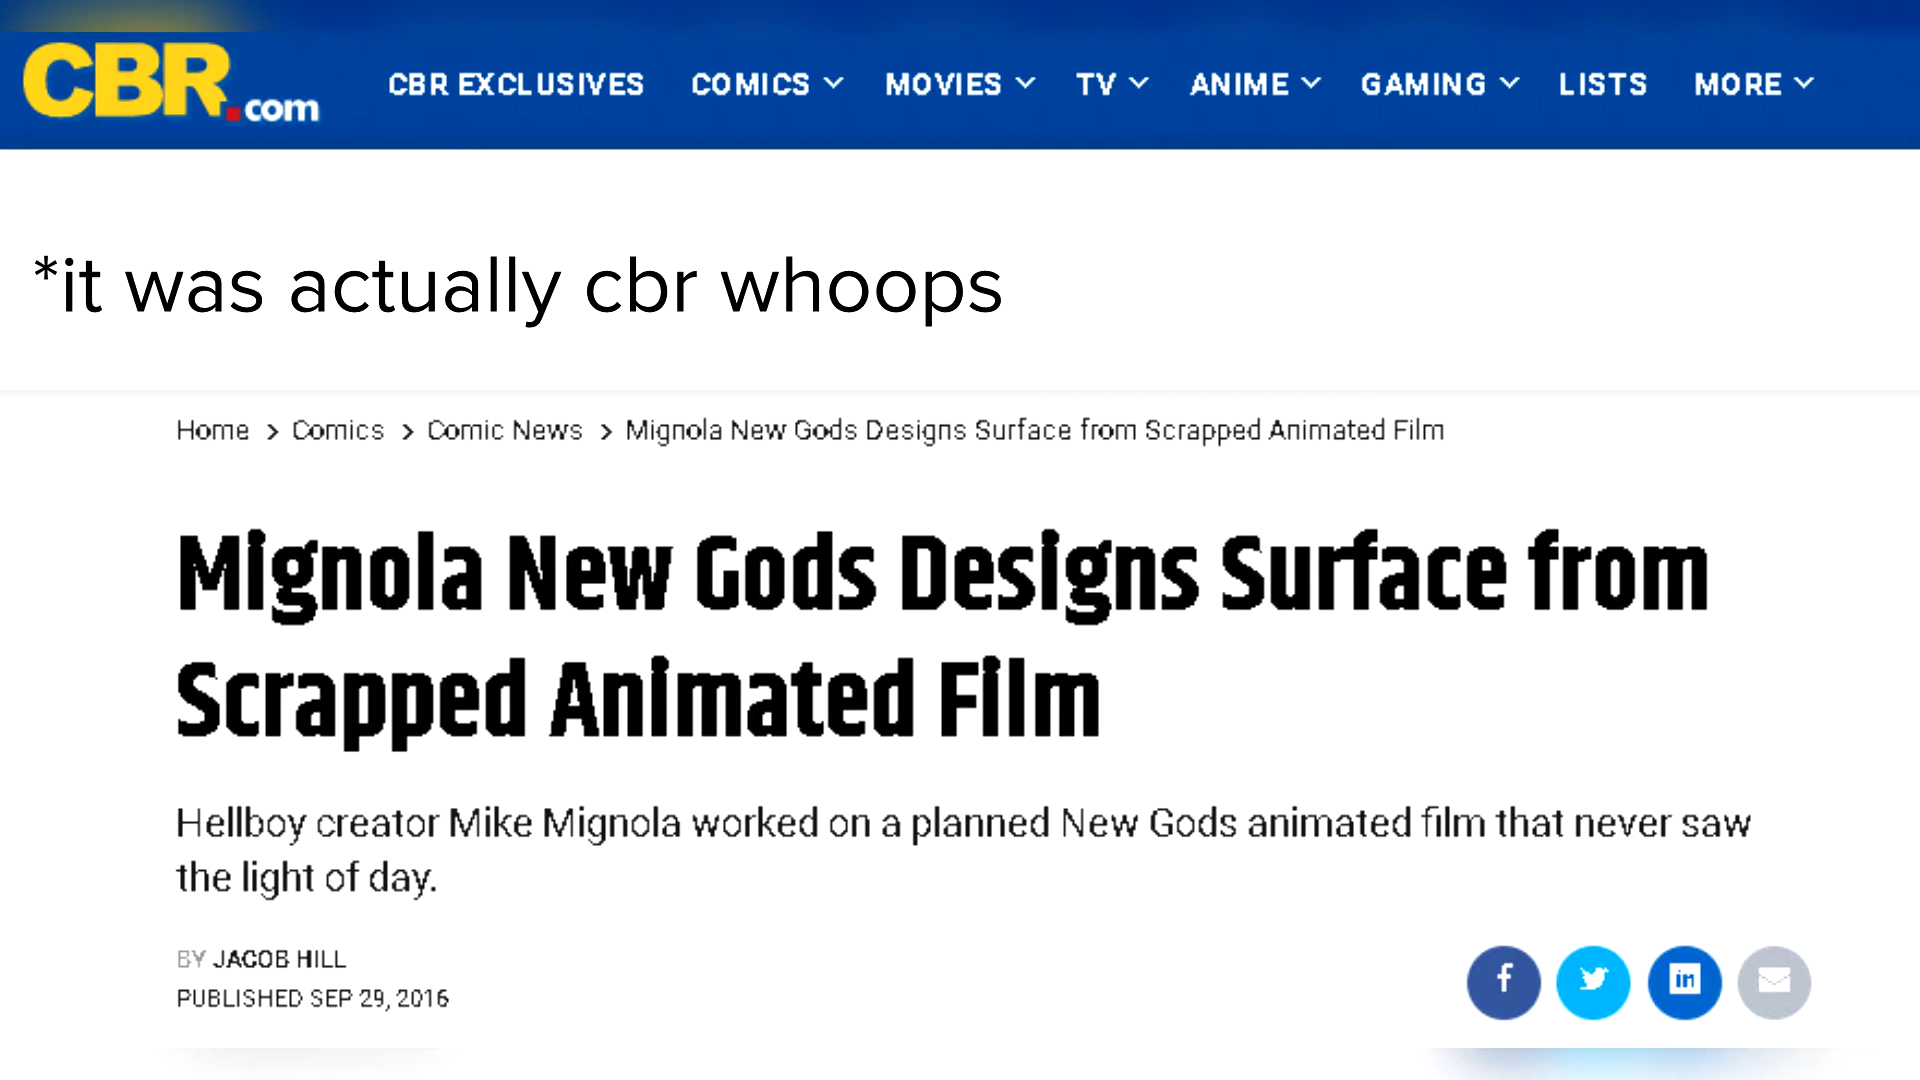 CBR.com CBR EXCLUSIVES COMICS MOVIES TV ANIME GAMING LISTS MORE
*it was actually cbr whoops
Home > Comics > Comic News > Mignola New Gods Designs Surface from Scrapped Animated Film
Mignola New Gods Designs Surface from
Scrapped Animated Film
Hellboy creator Mike Mignola worked on a planned New Gods animated film that never saw
the light of day.
BY JACOB HILL
PUBLISHED SEP 29, 2016
f in